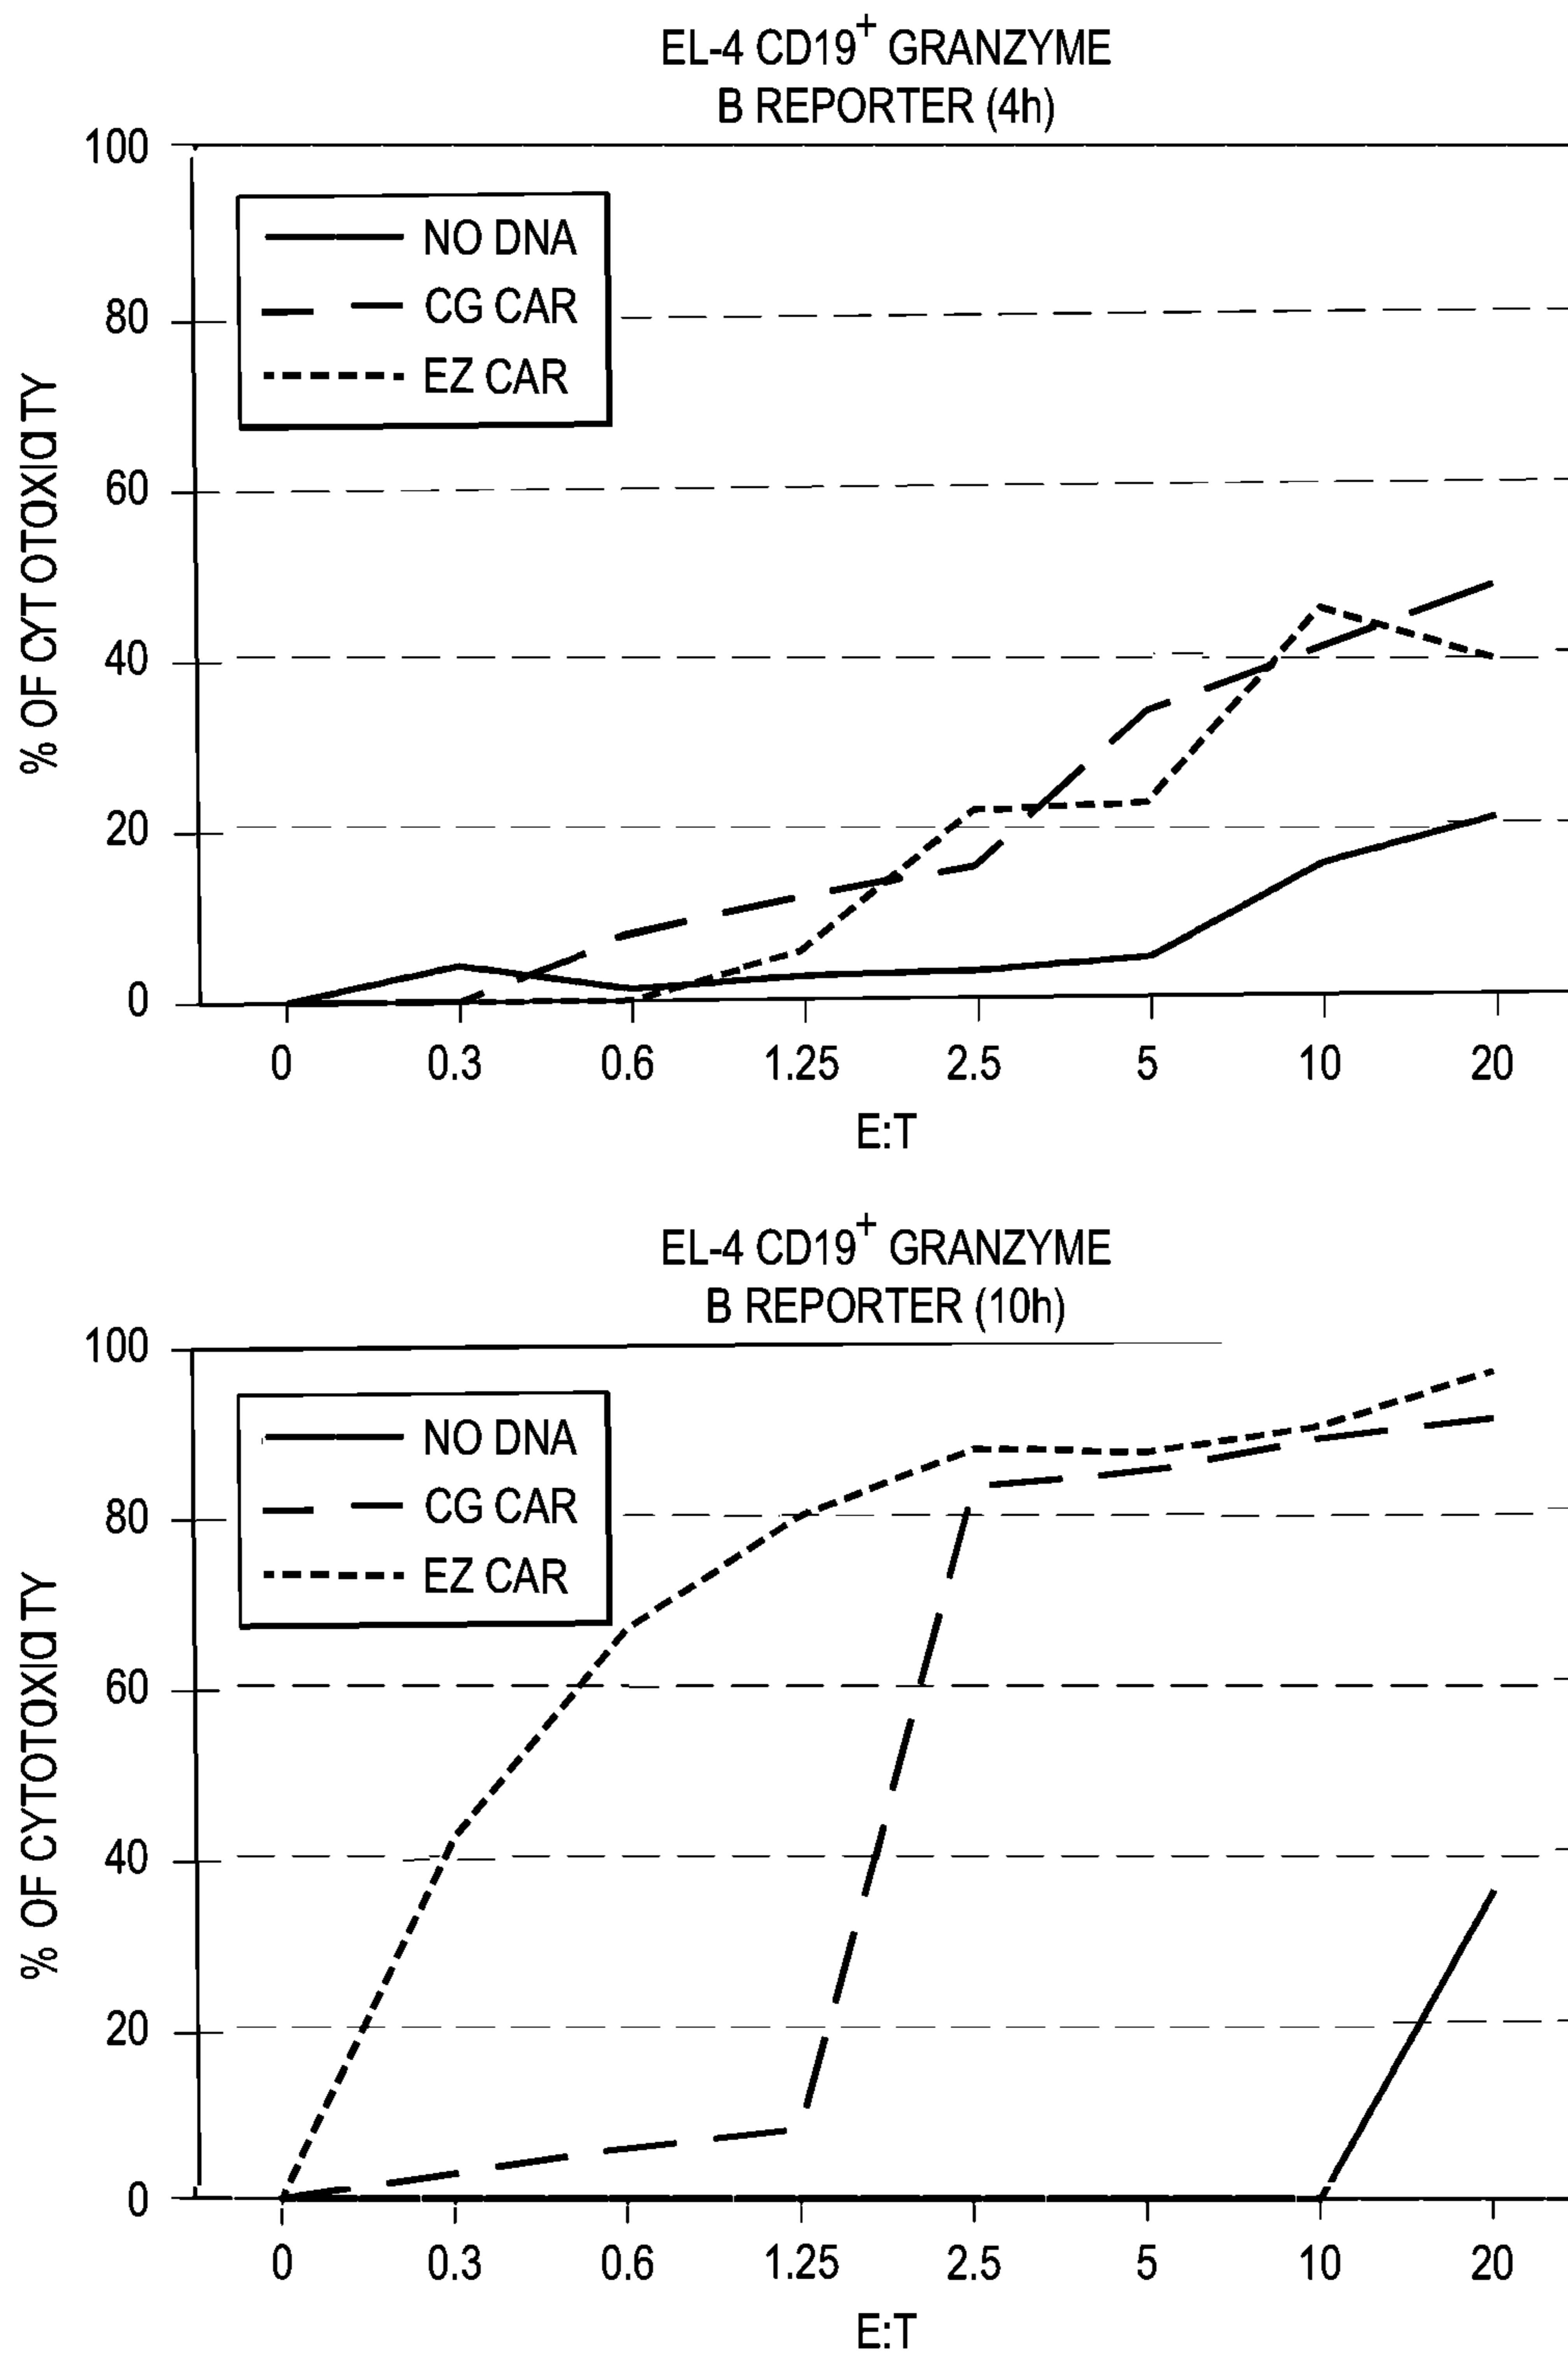 EL-4 CD19+ GRANZYME
B REPORTER (4h)
100
80
60
40
20
0
% OF CYTOTAXIαTY
NO DNA
CG CAR
EZ CAR
0 0.3 0.6 1.25 2.5 5 10 20
E:T
EL-4 CD19+ GRANZYME
B REPORTER (10h)
100
80
60
40
20
0
% OF CYTOTAXIαTY
NO DNA
CG CAR
EZ CAR
0 0.3 0.6 1.25 2.5 5 10 20
E:T